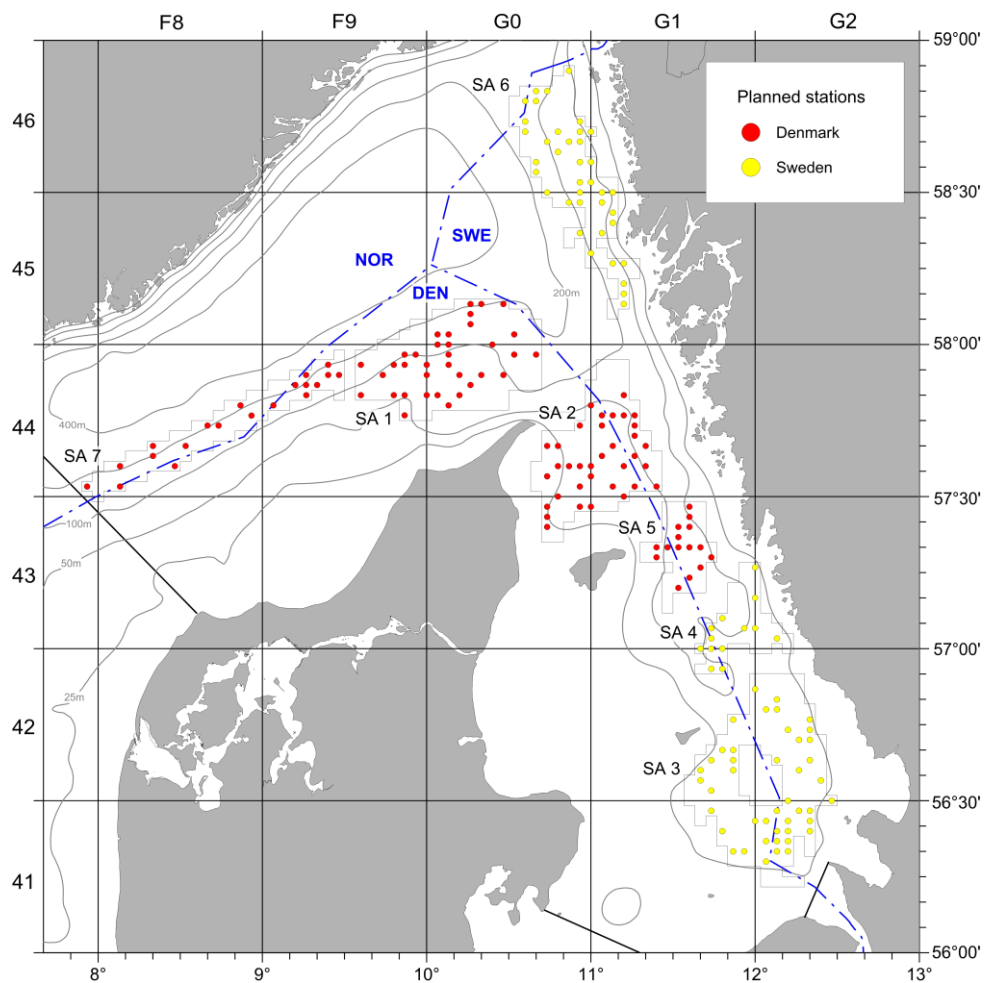 F8 F9 G0 G1 G2
59°00'
SA 6
46
Planned stations
Denmark
Sweden
58°30'
SWE
NOR
45
DEN
200m
58°00'
SA 1
SA 2
400m
44
SA 7
57°30'
100m
SA 5
50m
43
SA 4
57°00'
25m
42
SA 3
56°30'
41
56°00'
8° 9° 10° 11° 12° 13°